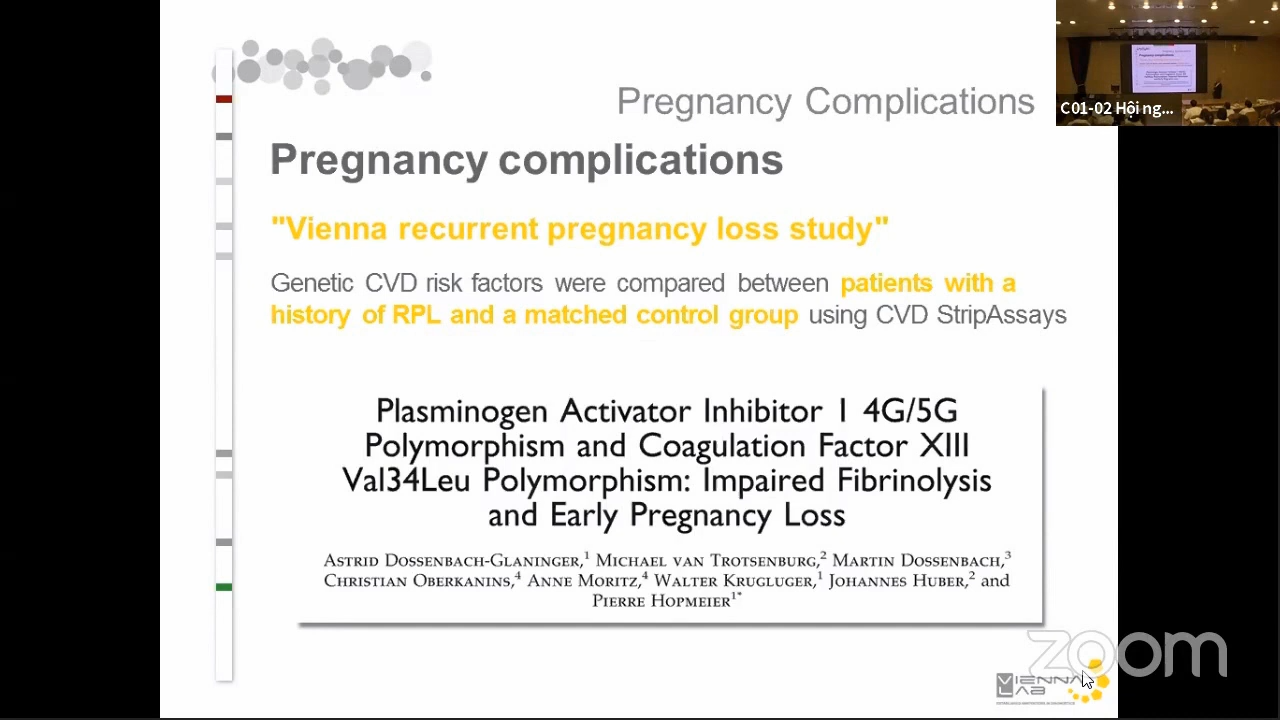 Pregnancy Complications
C01-02 Hội ng...
Pregnancy complications
"Vienna recurrent pregnancy loss study"
Genetic CVD risk factors were compared between patients with a
history of RPL and a matched control group using CVD StripAssays
Plasminogen Activator Inhibitor 1 4G/5G
Polymorphism and Coagulation Factor XIII
Val34Leu Polymorphism: Impaired Fibrinolysis
and Early Pregnancy Loss
Astrid Dossenbach-Glaninger,¹ Michael van Trotsenburg,² Martin Dossenbach,³
Christian Oberkanins,⁴ Anne Moritz,⁴ Walter Krugluger,¹ Johannes Huber,² and
Pierre Hopmeier¹*
zoom
Vienna
Lab